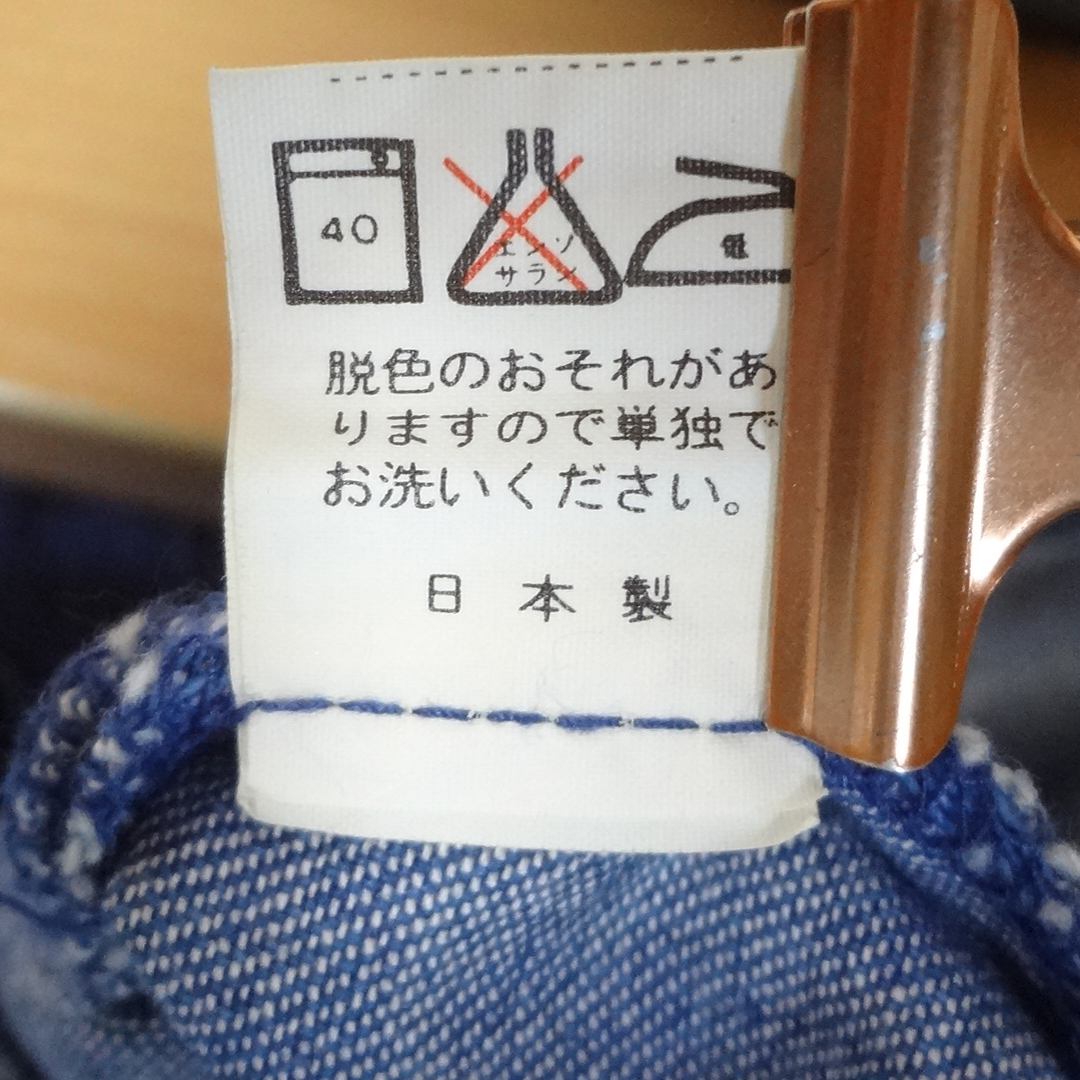 40
エンソ
サラシ
低
脱色のおそれがあ
りますので単独で
お洗いください。
日本製